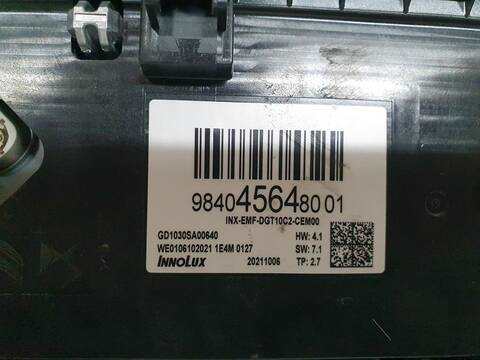 9840456480 01
INX-EMF-DGT10C2-CEM00
GD1030SA00640 HW: 4.1
WE0106102021 1E4M 0127 SW: 7.1
INNOLUX 20211006 TP: 2.7